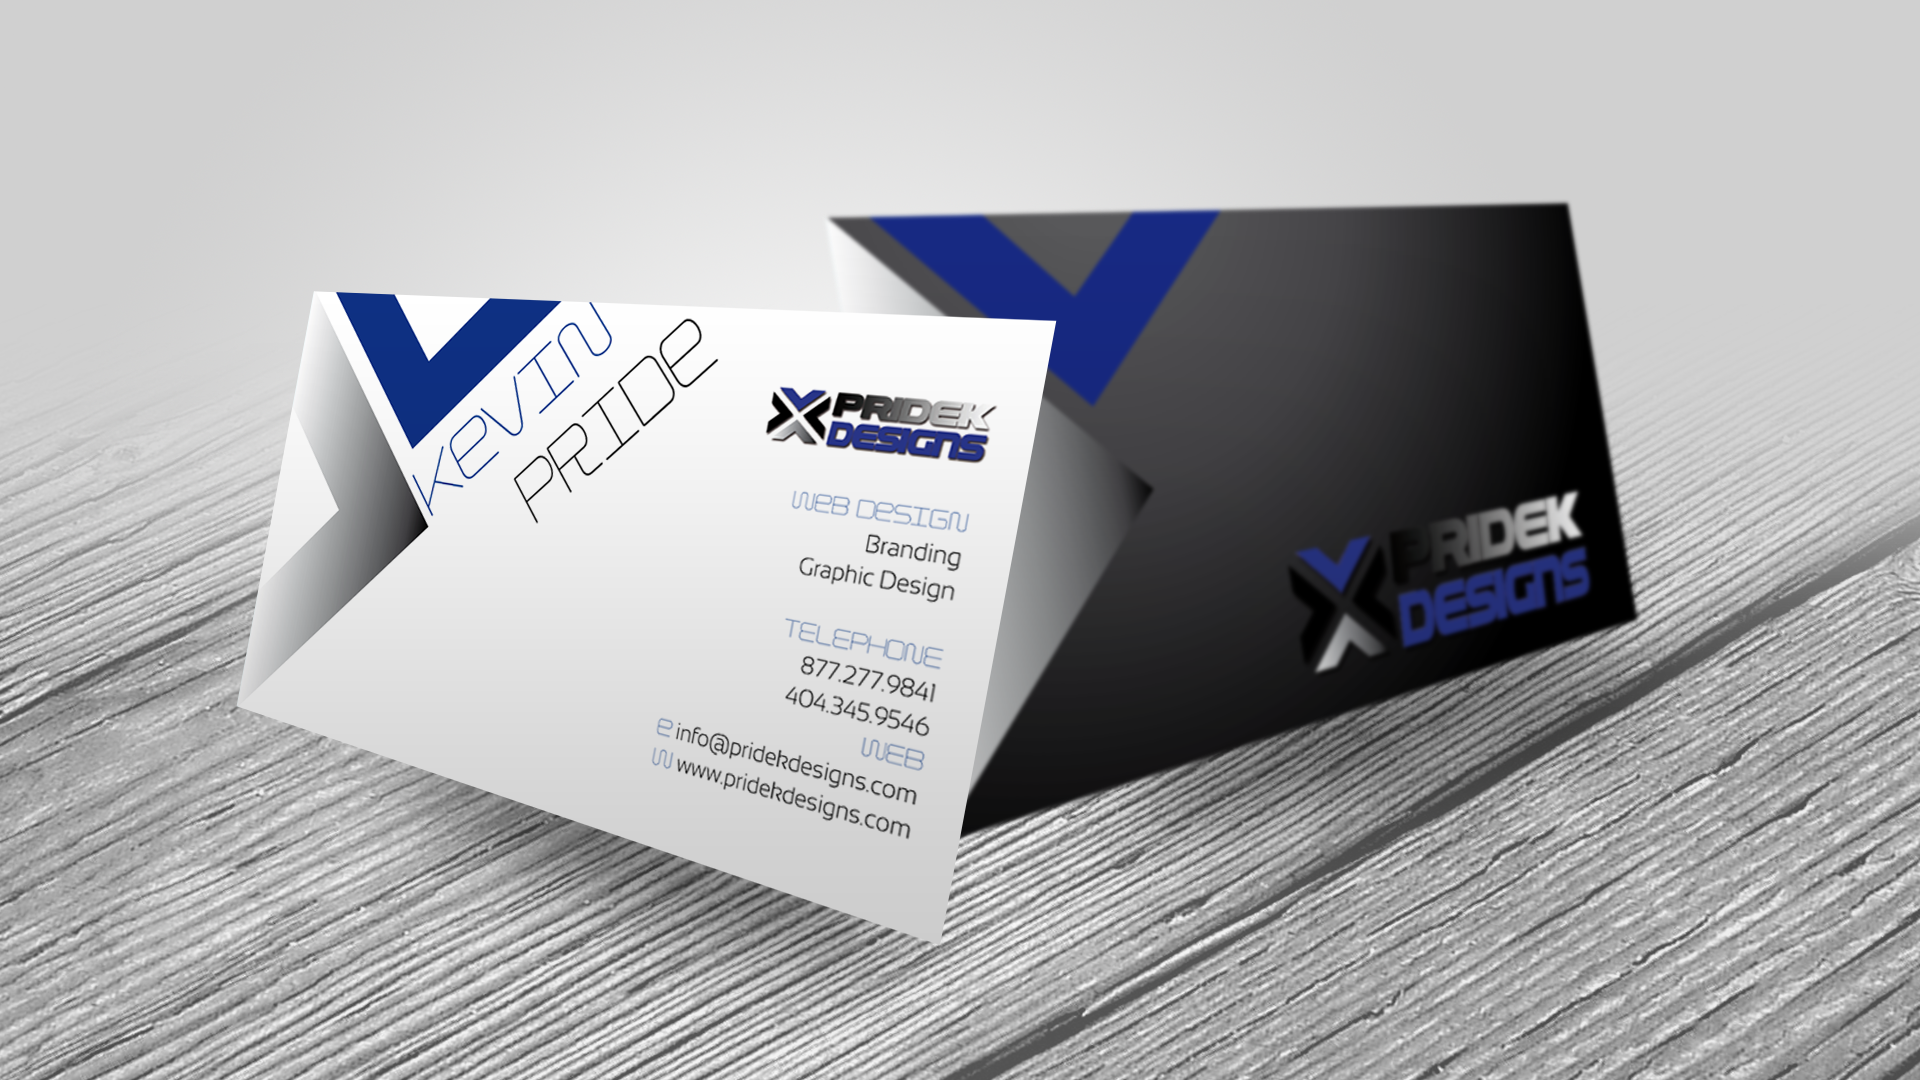 KEVIN
PRIDE
PRIDEK
DESIGNS
WEB DESIGN
Branding
Graphic Design
TELEPHONE
877.277.9841
404.345.9546
WEB
e info@pridekdesigns.com
W www.pridekdesigns.com
PRIDEK
DESIGNS